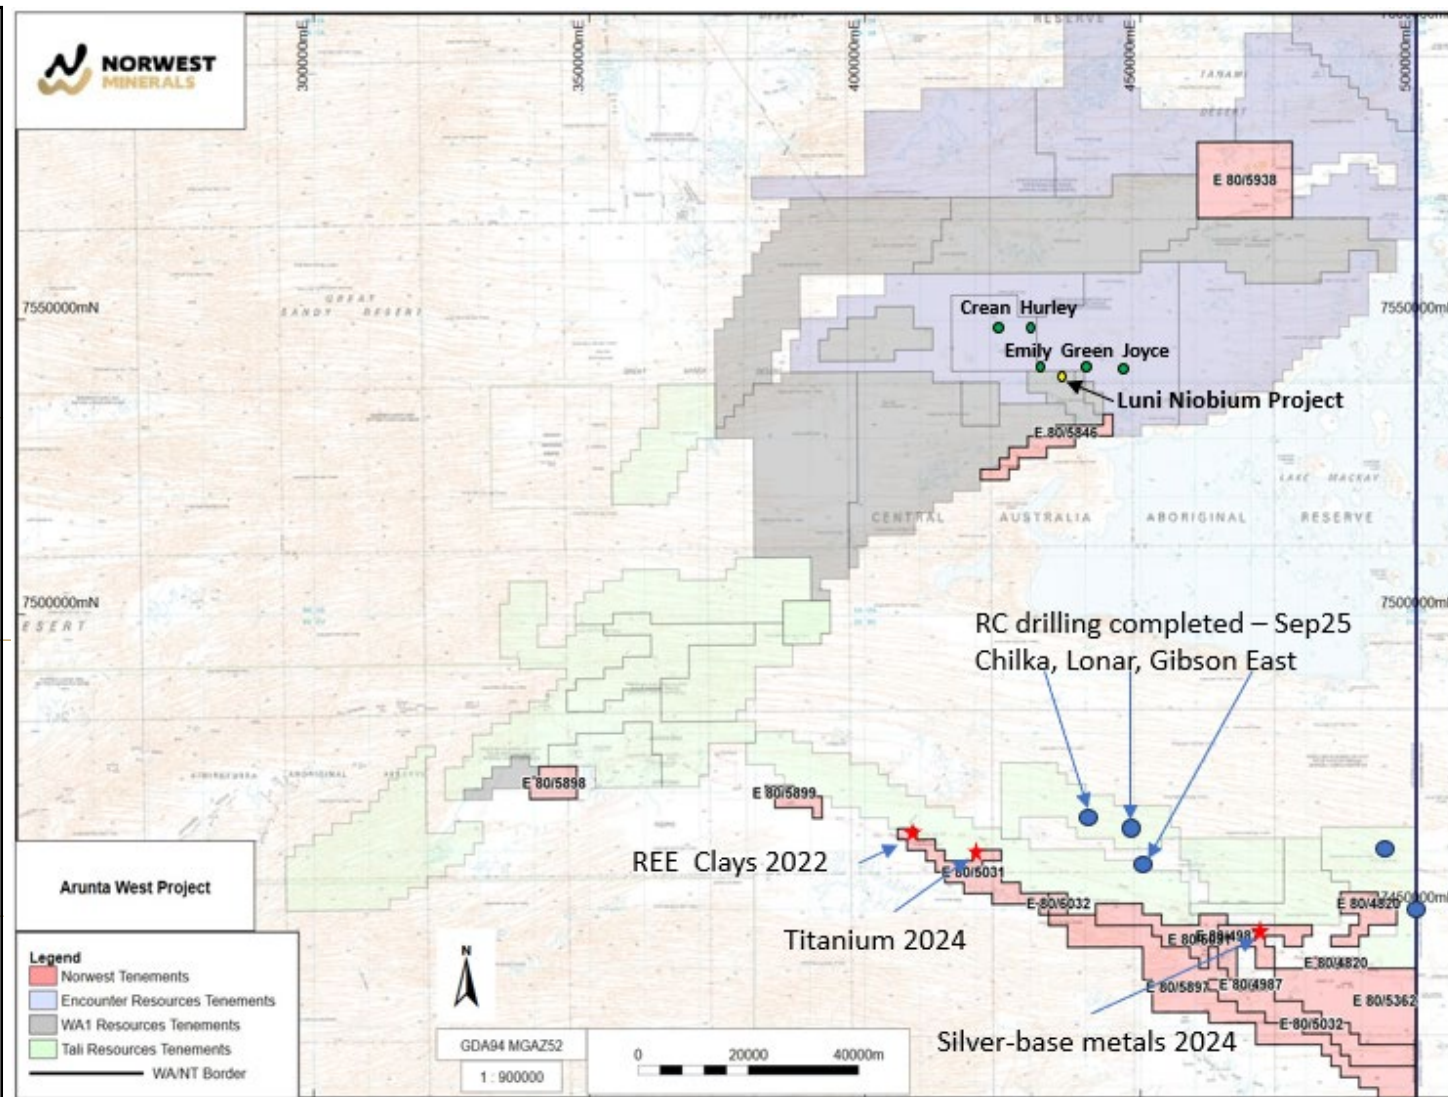 NORWEST
MINERALS
300000mE
350000mE
400000mE
450000mE
500000mE
RESERVE
TANAMI
DESERT
E 80/5938
7550000mN
GREAT
SANDY DESERT
Crean Hurley
Emily Green Joyce
Luni Niobium Project
E 80/5846
LAKE MACKAY
CENTRAL AUSTRALIA ABORIGINAL RESERVE
7500000mN
7500000mN
ESERT
RC drilling completed – Sep25
Chilka, Lonar, Gibson East
E 80/5898
E 80/5899
REE Clays 2022
E 80/5031
Titanium 2024
E 80/6032
E 80/4820
E 80/4820
E 80/5897
E 80/4987
E 80/5362
E 80/5032
Silver-base metals 2024
Arunta West Project
Legend
Norwest Tenements
Encounter Resources Tenements
WA1 Resources Tenements
Tali Resources Tenements
WA/NT Border
N
GDA94 MGAZ52
1 : 900000
0 20000 40000m